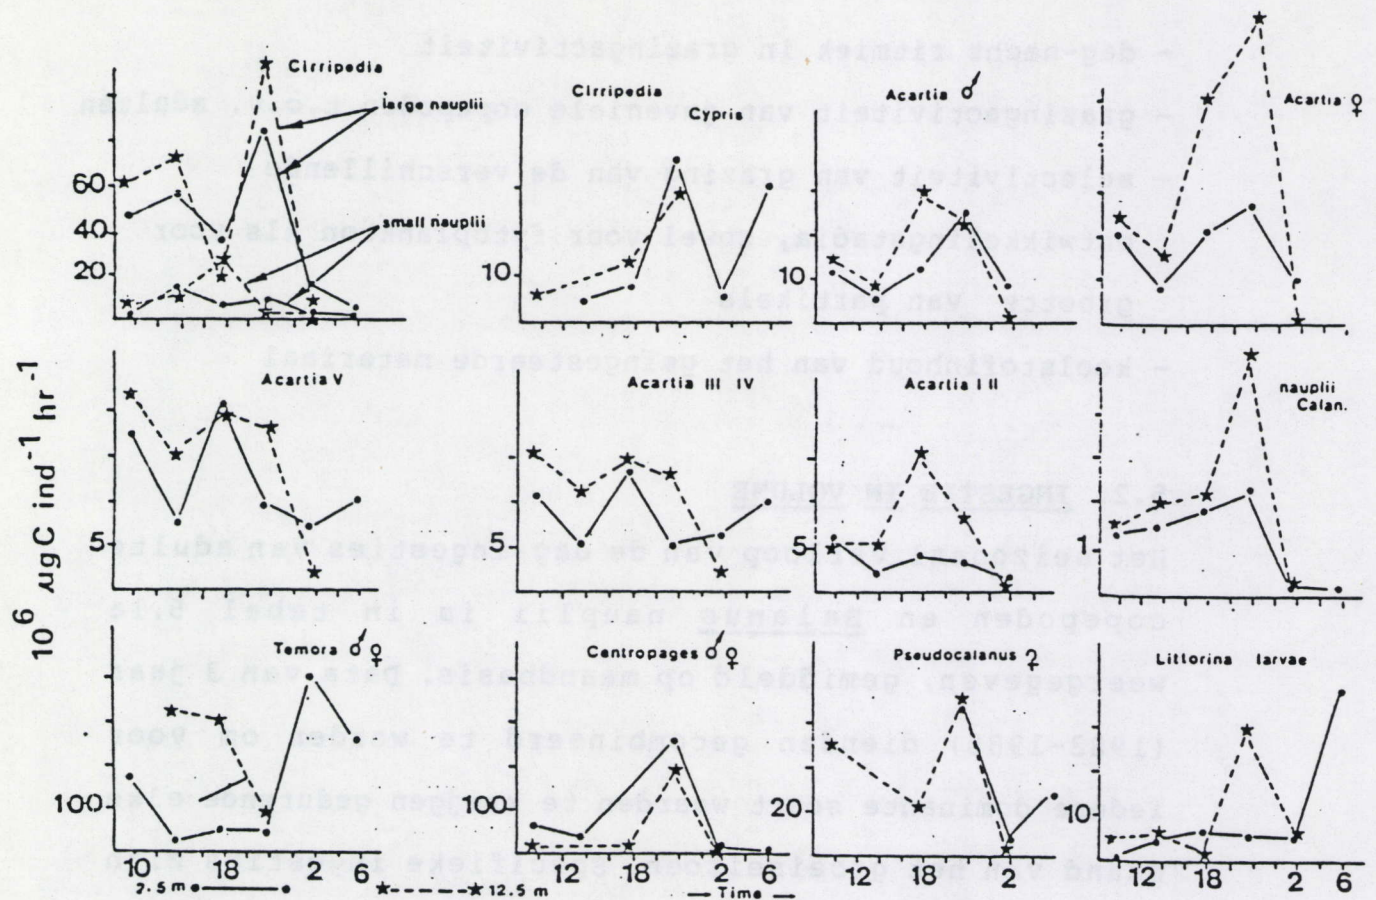 Cirripedia
large nauplii
small nauplii
60
40
20
Cirripedia
Cypris
10
Acartia ♂
10
Acartia ♀
10⁶ µgC ind⁻¹ hr⁻¹
Acartia V
5
Acartia III IV
5
Acartia I II
5
nauplii
Calan.
1
Temora ♂♀
100
10 18 2 6
Centropages ♂♀
100
12 18 2 6
Pseudocalanus ♀
20
12 18 2
Littorina larvae
10
12 18 2 6
7.5 m
12.5 m
Time →